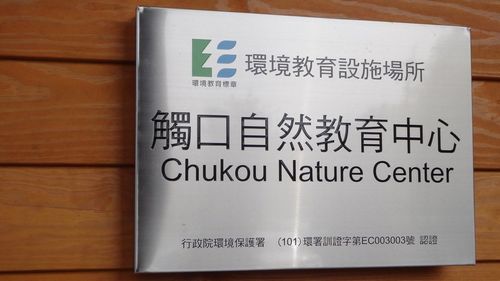 環境教育設施場所
環境教育標章
觸口自然教育中心
Chukou Nature Center
行政院環境保護署 (101)環署訓證字第EC003003號 認證